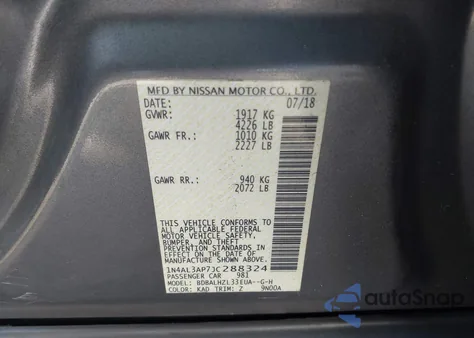 MFD BY NISSAN MOTOR CO., LTD.
DATE: 07/18
GVWR: 1917 KG
4226 LB
GAWR FR.: 1010 KG
2227 LB
GAWR RR.: 940 KG
2072 LB
THIS VEHICLE CONFORMS TO
ALL APPLICABLE FEDERAL
MOTOR VEHICLE SAFETY,
BUMPER, AND THEFT
PREVENTION STANDARDS IN
EFFECT ON THE DATE OF
MANUFACTURE SHOWN ABOVE.
1N4AL3AP7JC288324
PASSENGER CAR 981
MODEL: BDBALHZL33EUA--G-H
COLOR: KAD TRIM: 2 9N0DA
autoSnap